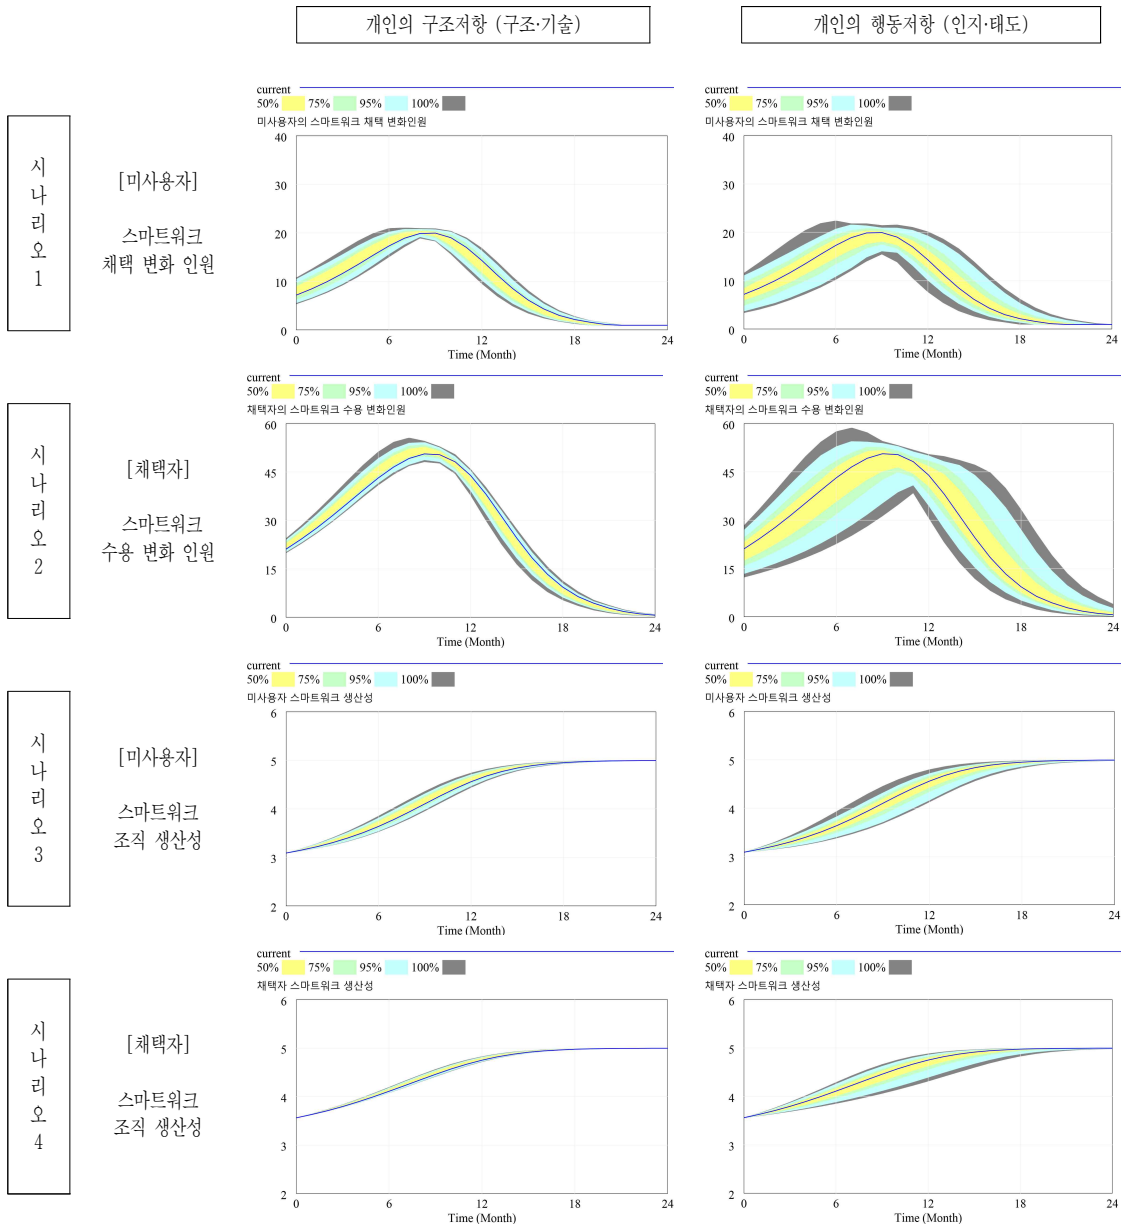 개인의 구조저항 (구조·기술)
개인의 행동저항 (인지·태도)
시나리오1
[미사용자]
스마트워크
채택 변화 인원
current
50% 75% 95% 100%
미사용자의 스마트워크 채택 변화인원
40
30
20
10
0
0 6 12 18 24
Time (Month)
current
50% 75% 95% 100%
미사용자의 스마트워크 채택 변화인원
40
30
20
10
0
0 6 12 18 24
Time (Month)
시나리오2
[채택자]
스마트워크
수용 변화 인원
current
50% 75% 95% 100%
채택자의 스마트워크 수용 변화인원
60
45
30
15
0
0 6 12 18 24
Time (Month)
current
50% 75% 95% 100%
채택자의 스마트워크 수용 변화인원
60
45
30
15
0
0 6 12 18 24
Time (Month)
시나리오3
[미사용자]
스마트워크
조직 생산성
current
50% 75% 95% 100%
미사용자 스마트워크 생산성
6
5
4
3
2
0 6 12 18 24
Time (Month)
current
50% 75% 95% 100%
미사용자 스마트워크 생산성
6
5
4
3
2
0 6 12 18 24
Time (Month)
시나리오4
[채택자]
스마트워크
조직 생산성
current
50% 75% 95% 100%
채택자 스마트워크 생산성
6
5
4
3
2
0 6 12 18 24
Time (Month)
current
50% 75% 95% 100%
채택자 스마트워크 생산성
6
5
4
3
2
0 6 12 18 24
Time (Month)